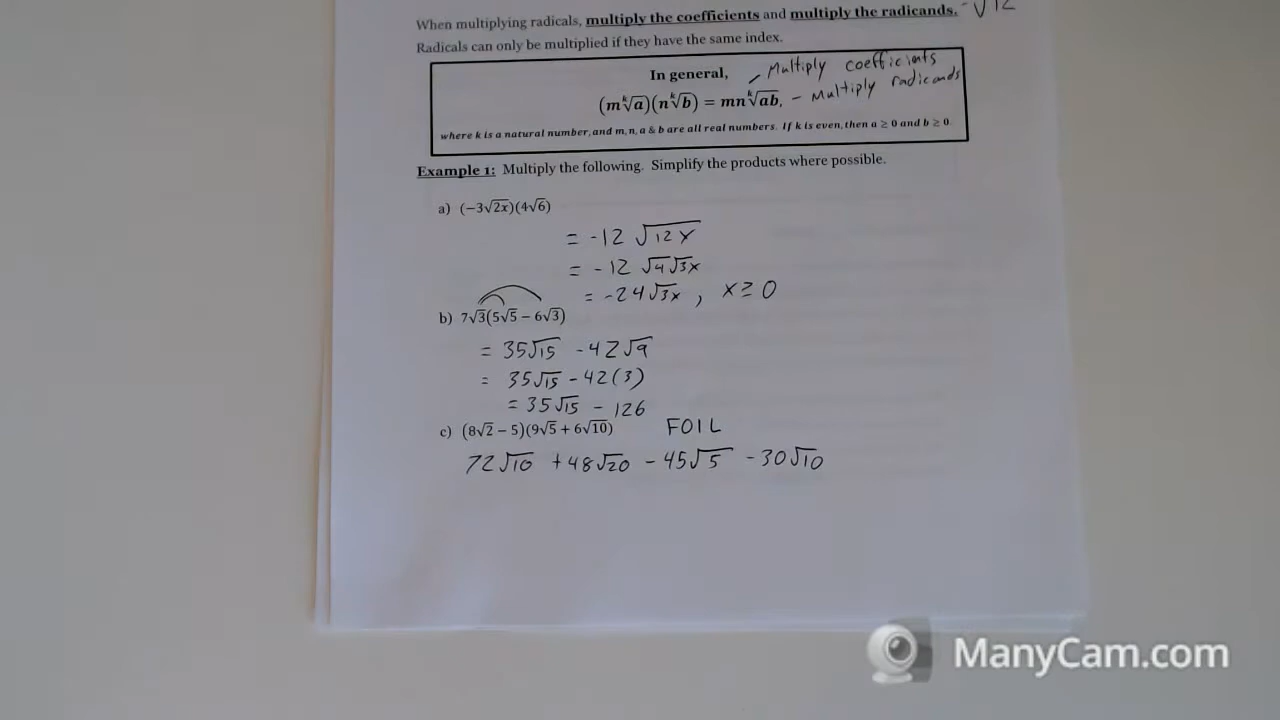 When multiplying radicals, multiply the coefficients and multiply the radicands. -√12
Radicals can only be multiplied if they have the same index.
In general, - Multiply coefficients
(m ᵏ√a)(n ᵏ√b) = mn ᵏ√ab, - Multiply radicands
where k is a natural number, and m, n, a & b are all real numbers. If k is even, then a ≥ 0 and b ≥ 0.
Example 1: Multiply the following. Simplify the products where possible.
a) (−3√2x)(4√6)
= -12 √12x
= -12 √4√3x
= -24√3x , x ≥ 0
b) 7√3(5√5 − 6√3)
= 35√15 - 42√9
= 35√15 - 42(3)
= 35√15 - 126
c) (8√2 − 5)(9√5 + 6√10) FOIL
72√10 + 48√20 - 45√5 - 30√10
ManyCam.com